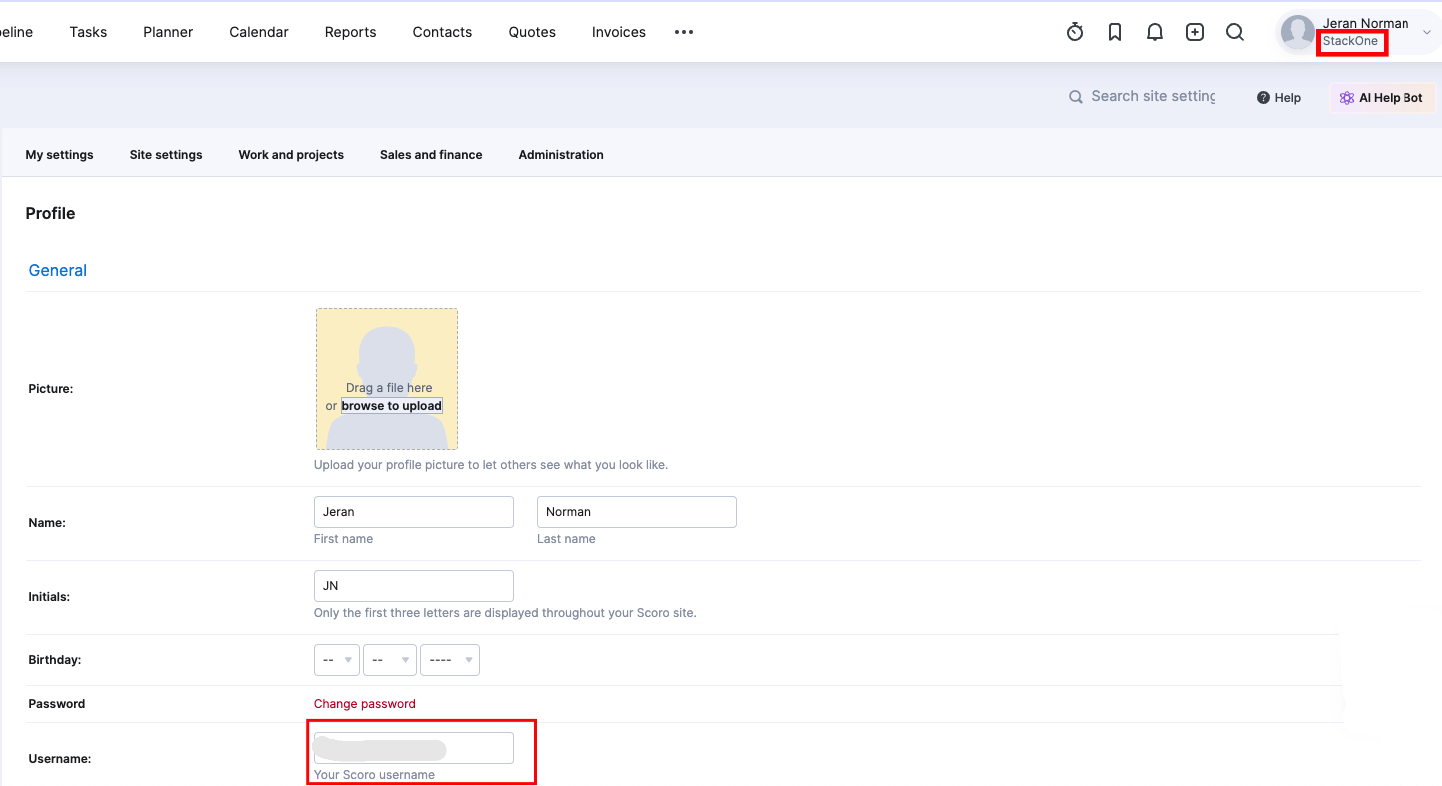 eline Tasks Planner Calendar Reports Contacts Quotes Invoices ••• Jeran Norman
StackOne
Search site setting Help AI Help Bot
My settings Site settings Work and projects Sales and finance Administration
Profile
General
Picture:
Drag a file here
or browse to upload
Upload your profile picture to let others see what you look like.
Name: Jeran Norman
First name Last name
Initials: JN
Only the first three letters are displayed throughout your Scoro site.
Birthday: -- -- ----
Password Change password
Username:
Your Scoro username